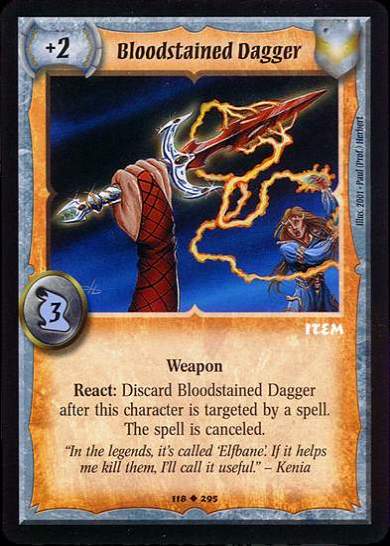 +2
Bloodstained Dagger
Illus. 2001 • Paul (Prof.) Herbert
3
ITEM
Weapon
React: Discard Bloodstained Dagger
after this character is targeted by a spell.
The spell is canceled.
"In the legends, it's called 'Elfbane'. If it helps
me kill them, I'll call it useful." – Kenia
118 ◆ 295